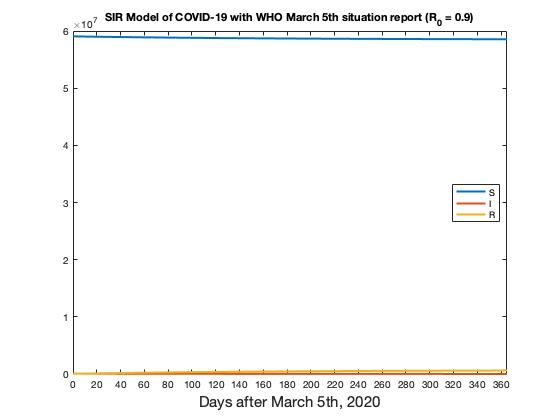 SIR Model of COVID-19 with WHO March 5th situation report (R₀ = 0.9)
×10⁷
6
5
4
3
2
1
0
S
I
R
0 20 40 60 80 100 120 140 160 180 200 220 240 260 280 300 320 340 360
Days after March 5th, 2020